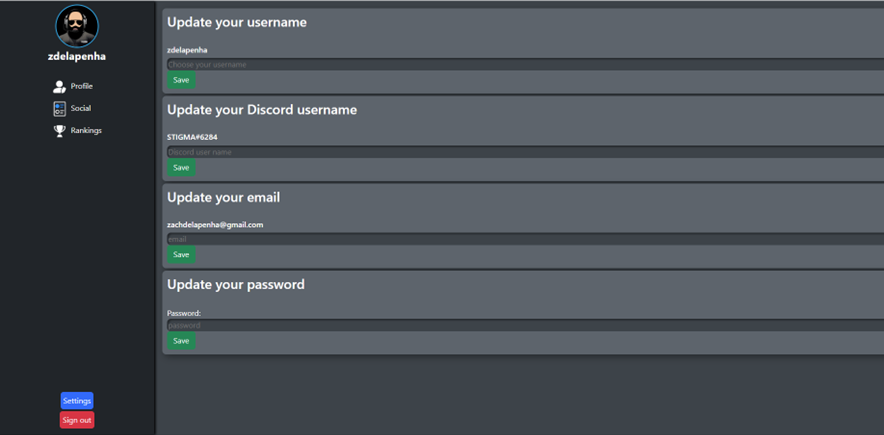 zdelapenha
Profile
Social
Rankings
Settings
Sign out
Update your username
zdelapenha
Choose your username
Save
Update your Discord username
STIGMA#6284
Discord user name
Save
Update your email
zachdelapenha@gmail.com
email
Save
Update your password
Password:
password
Save